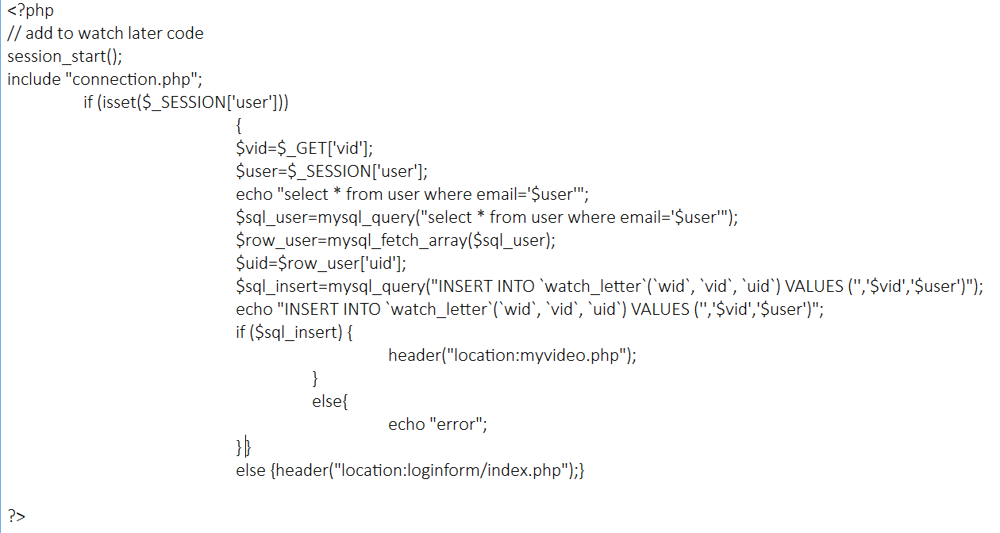 <?php
// add to watch later code
session_start();
include "connection.php";
if (isset($_SESSION['user']))
{
$vid=$_GET['vid'];
$user=$_SESSION['user'];
echo "select * from user where email='$user'";
$sql_user=mysql_query("select * from user where email='$user'");
$row_user=mysql_fetch_array($sql_user);
$uid=$row_user['uid'];
$sql_insert=mysql_query("INSERT INTO `watch_letter`(`wid`, `vid`, `uid`) VALUES ('','$vid','$user')");
echo "INSERT INTO `watch_letter`(`wid`, `vid`, `uid`) VALUES ('','$vid','$user')";
if ($sql_insert) {
header("location:myvideo.php");
}
else{
echo "error";
}}
else {header("location:loginform/index.php");}
?>